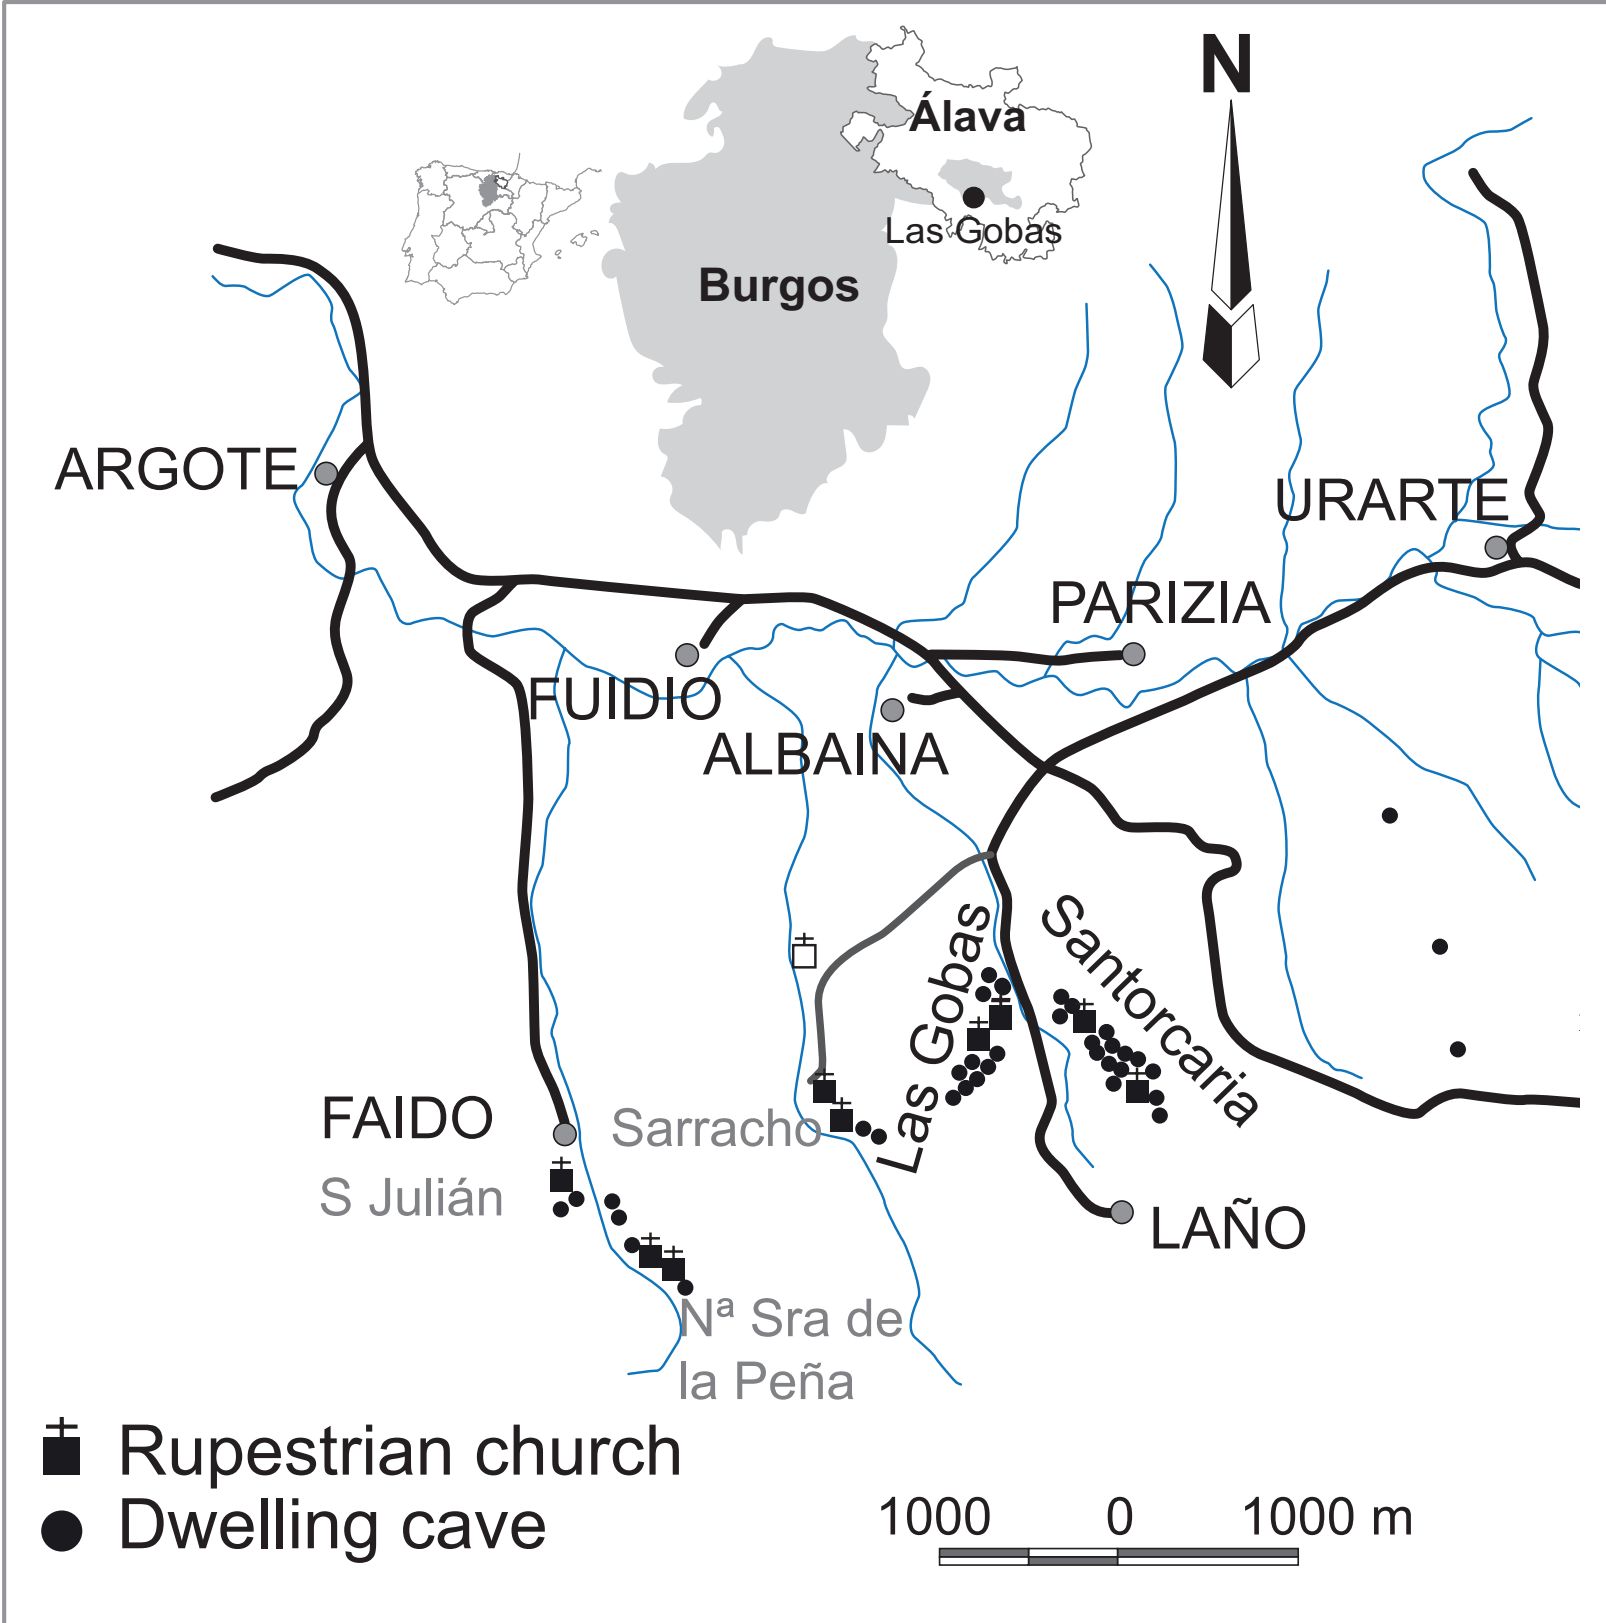 N
Álava
Las Gobas
Burgos
ARGOTE
URARTE
PARIZIA
FUIDIO
ALBAINA
Las Gobas
Santorcaria
FAIDO
S Julián
Sarracho
LAÑO
Nª Sra de
la Peña
Rupestrian church
Dwelling cave
1000 0 1000 m